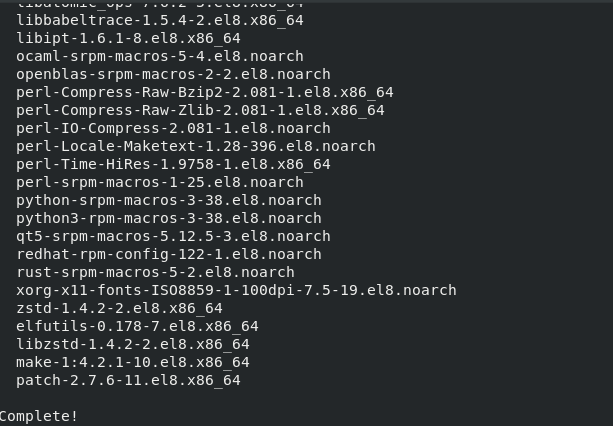 libbabeltrace-1.5.4-2.el8.x86_64
libipt-1.6.1-8.el8.x86_64
ocaml-srpm-macros-5-4.el8.noarch
openblas-srpm-macros-2-2.el8.noarch
perl-Compress-Raw-Bzip2-2.081-1.el8.x86_64
perl-Compress-Raw-Zlib-2.081-1.el8.x86_64
perl-IO-Compress-2.081-1.el8.noarch
perl-Locale-Maketext-1.28-396.el8.noarch
perl-Time-HiRes-1.9758-1.el8.x86_64
perl-srpm-macros-1-25.el8.noarch
python-srpm-macros-3-38.el8.noarch
python3-rpm-macros-3-38.el8.noarch
qt5-srpm-macros-5.12.5-3.el8.noarch
redhat-rpm-config-122-1.el8.noarch
rust-srpm-macros-5-2.el8.noarch
xorg-x11-fonts-ISO8859-1-100dpi-7.5-19.el8.noarch
zstd-1.4.2-2.el8.x86_64
elfutils-0.178-7.el8.x86_64
libzstd-1.4.2-2.el8.x86_64
make-1:4.2.1-10.el8.x86_64
patch-2.7.6-11.el8.x86_64
Complete!